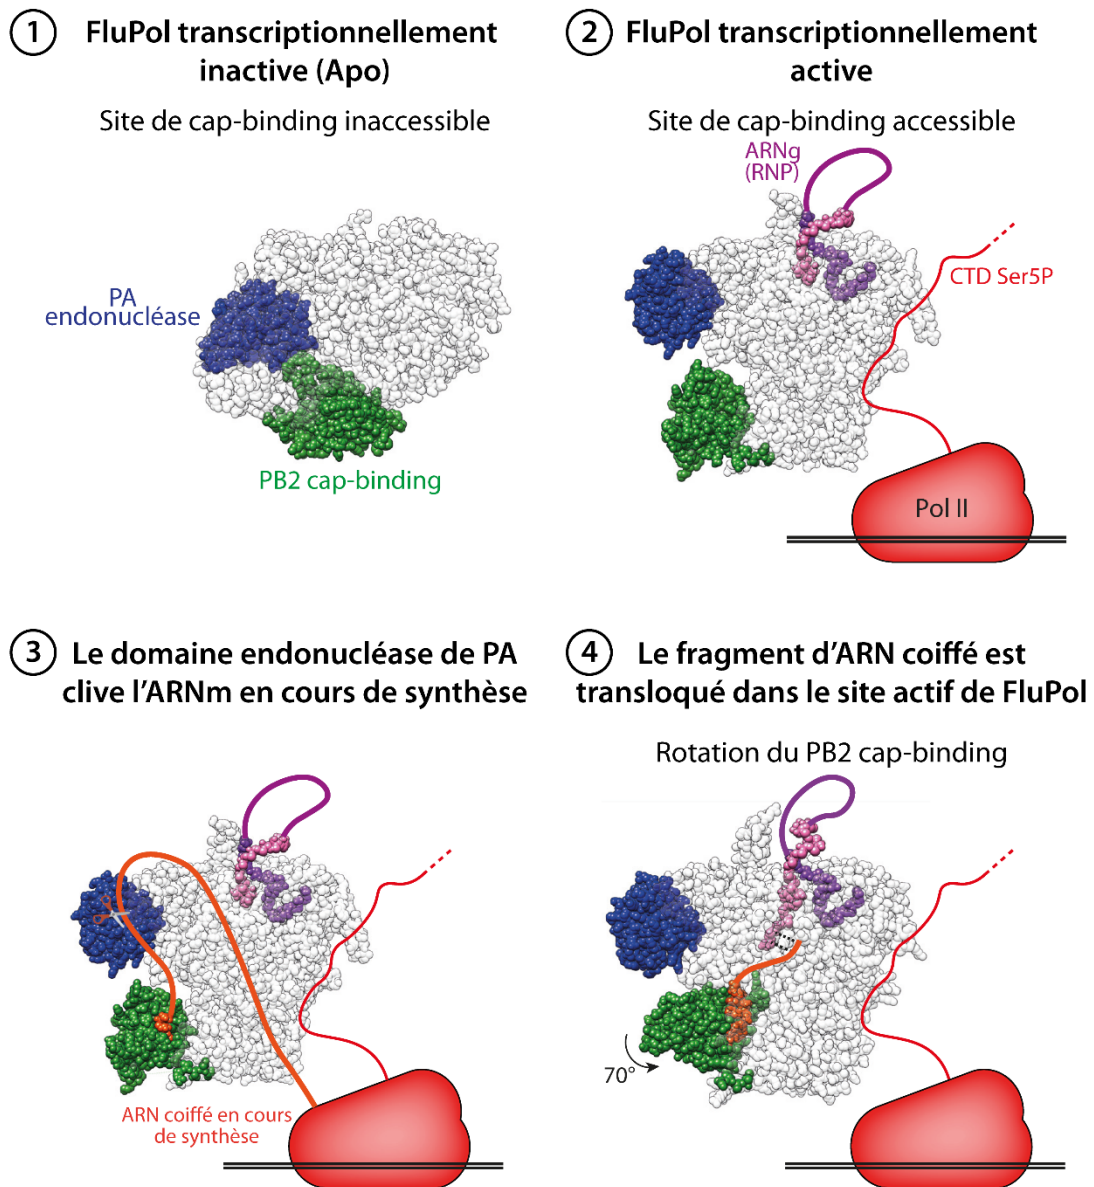 1 FluPol transcriptionnellement
inactive (Apo)
Site de cap-binding inaccessible
PA
endonucléase
PB2 cap-binding
2 FluPol transcriptionnellement
active
Site de cap-binding accessible
ARNg
(RNP)
CTD Ser5P
Pol II
3 Le domaine endonucléase de PA
clive l'ARNm en cours de synthèse
ARN coiffé en cours
de synthèse
4 Le fragment d'ARN coiffé est
transloqué dans le site actif de FluPol
Rotation du PB2 cap-binding
70°